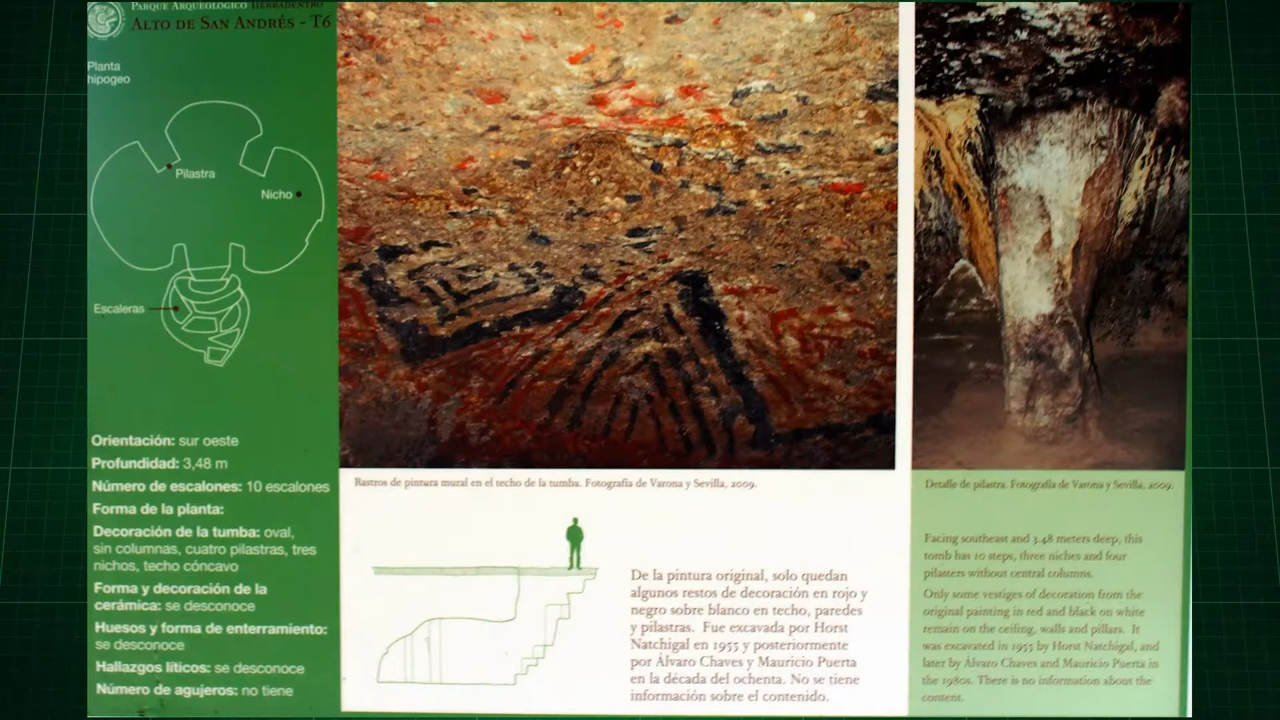 PARQUE ARQUEOLÓGICO TIERRADENTRO
ALTO DE SAN ANDRÉS - T6
Planta
hipogeo
Pilastra
Nicho
Escaleras
Orientación: sur oeste
Profundidad: 3,48 m
Número de escalones: 10 escalones
Forma de la planta:
Decoración de la tumba: oval,
sin columnas, cuatro pilastras, tres
nichos, techo cóncavo
Forma y decoración de la
cerámica: se desconoce
Huesos y forma de enterramiento:
se desconoce
Hallazgos líticos: se desconoce
Número de agujeros: no tiene
Rastros de pintura mural en el techo de la tumba. Fotografía de Varona y Sevilla, 2009.
De la pintura original, solo quedan
algunos restos de decoración en rojo y
negro sobre blanco en techo, paredes
y pilastras. Fue excavada por Horst
Natchigal en 1955 y posteriormente
por Álvaro Chaves y Mauricio Puerta
en la década del ochenta. No se tiene
información sobre el contenido.
Detalle de pilastra. Fotografía de Varona y Sevilla, 2009.
Facing southeast and 3.48 meters deep, this
tomb has 10 steps, three niches and four
pilasters without central columns.
Only some vestiges of decoration from the
original painting in red and black on white
remain on the ceiling, walls and pillars. It
was excavated in 1955 by Horst Natchigal, and
later by Álvaro Chaves and Mauricio Puerta in
the 1980s. There is no information about the
content.